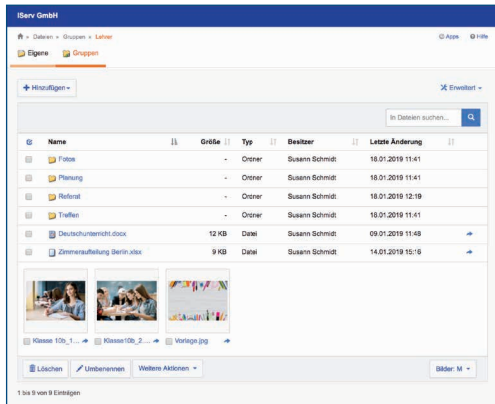 IServ GmbH
» Dateien » Gruppen » Lehrer
Apps Hilfe
Eigene Gruppen
Hinzufügen
Erweitert
In Dateien suchen...
Name Größe Typ Besitzer Letzte Änderung
Fotos - Ordner Susann Schmidt 18.01.2019 11:41
Planung - Ordner Susann Schmidt 18.01.2019 11:41
Referat - Ordner Susann Schmidt 18.01.2019 12:19
Treffen - Ordner Susann Schmidt 18.01.2019 11:41
Deutschunterricht.docx 12 KB Datei Susann Schmidt 09.01.2019 11:48
Zimmeraufteilung Berlin.xlsx 9 KB Datei Susann Schmidt 14.01.2019 15:16
Klasse 10b_1... Klasse10b_2.... Vorlage.jpg
Löschen Umbenennen Weitere Aktionen Bilder: M
1 bis 9 von 9 Einträgen